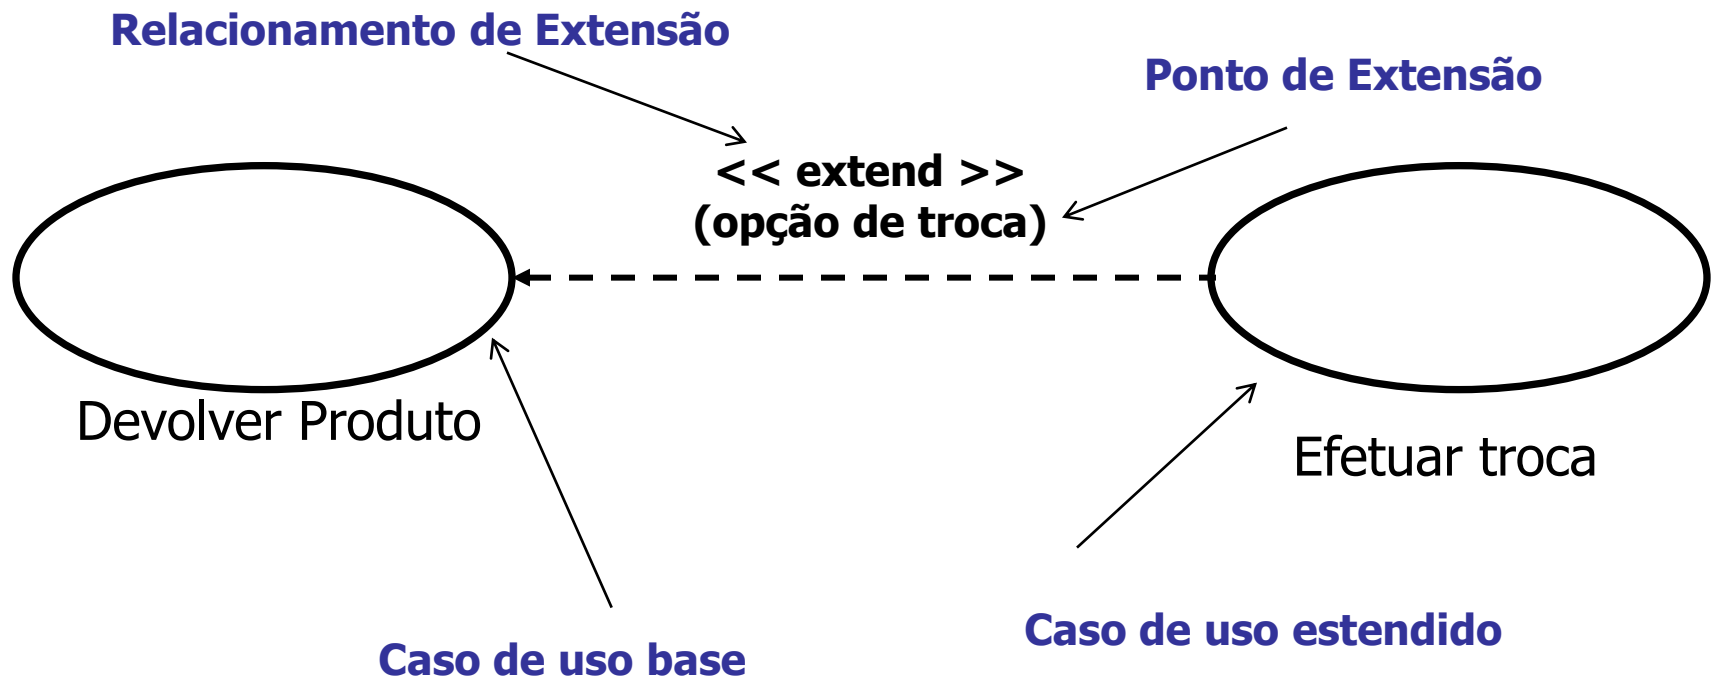 Relacionamento de Extensão
Ponto de Extensão
<< extend >>
(opção de troca)
Devolver Produto
Efetuar troca
Caso de uso estendido
Caso de uso base